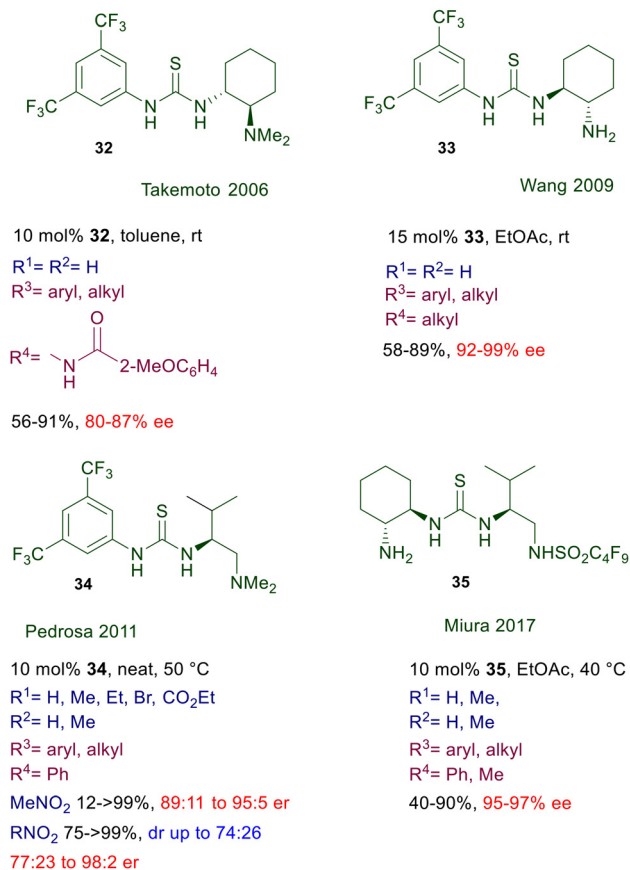 CF₃
F₃C
S
N
H
N
H
NMe₂
32
Takemoto 2006
10 mol% 32, toluene, rt
R¹= R²= H
R³= aryl, alkyl
R⁴=
O
N
H
2-MeOC₆H₄
56-91%, 80-87% ee
CF₃
F₃C
S
N
H
N
H
NH₂
33
Wang 2009
15 mol% 33, EtOAc, rt
R¹= R²= H
R³= aryl, alkyl
R⁴= alkyl
58-89%, 92-99% ee
CF₃
F₃C
S
N
H
N
H
NMe₂
34
Pedrosa 2011
10 mol% 34, neat, 50 °C
R¹= H, Me, Et, Br, CO₂Et
R²= H, Me
R³= aryl, alkyl
R⁴= Ph
MeNO₂ 12->99%, 89:11 to 95:5 er
RNO₂ 75->99%, dr up to 74:26
77:23 to 98:2 er
S
N
H
N
H
NH₂
NHSO₂C₄F₉
35
Miura 2017
10 mol% 35, EtOAc, 40 °C
R¹= H, Me,
R²= H, Me
R³= aryl, alkyl
R⁴= Ph, Me
40-90%, 95-97% ee